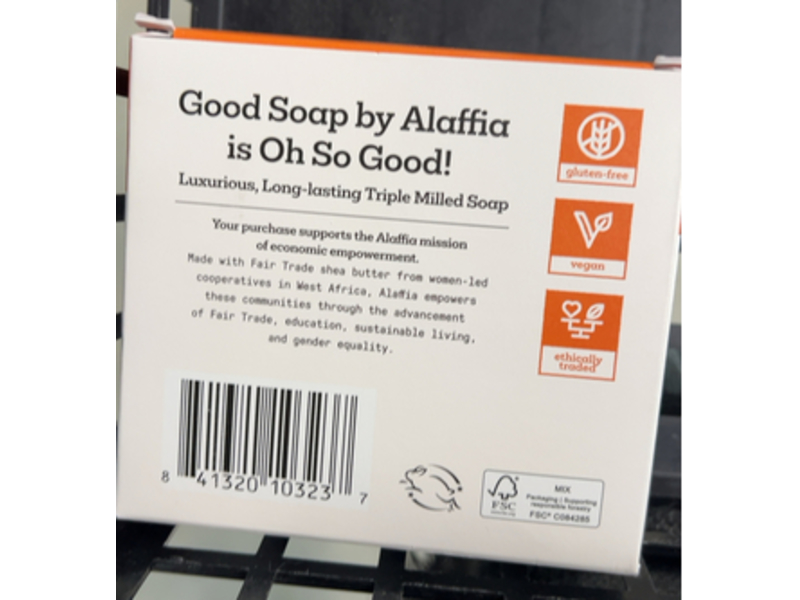 Good Soap by Alaffia
is Oh So Good!
Luxurious, Long-lasting Triple Milled Soap
Your purchase supports the Alaffia mission
of economic empowerment.
Made with Fair Trade shea butter from women-led
cooperatives in West Africa, Alaffia empowers
these communities through the advancement
of Fair Trade, education, sustainable living,
and gender equality.
gluten-free
vegan
ethically
traded
8 41320 10323 7
FSC
MIX
Packaging | Supporting
responsible forestry
FSC® C084285